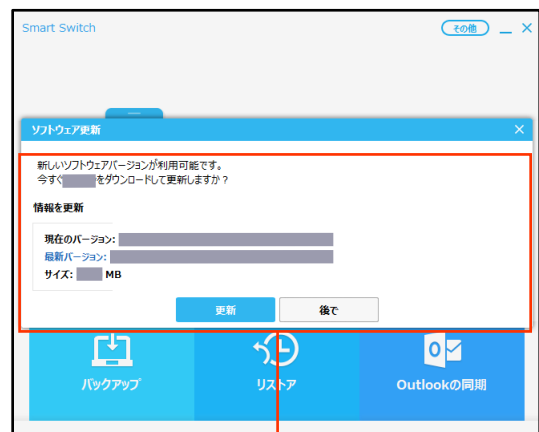 Smart Switch
その他
ソフトウェア更新
新しいソフトウェアバージョンが利用可能です。
今すぐ をダウンロードして更新しますか？
情報を更新
現在のバージョン:
最新バージョン:
サイズ: MB
更新
後で
バックアップ
リストア
Outlookの同期